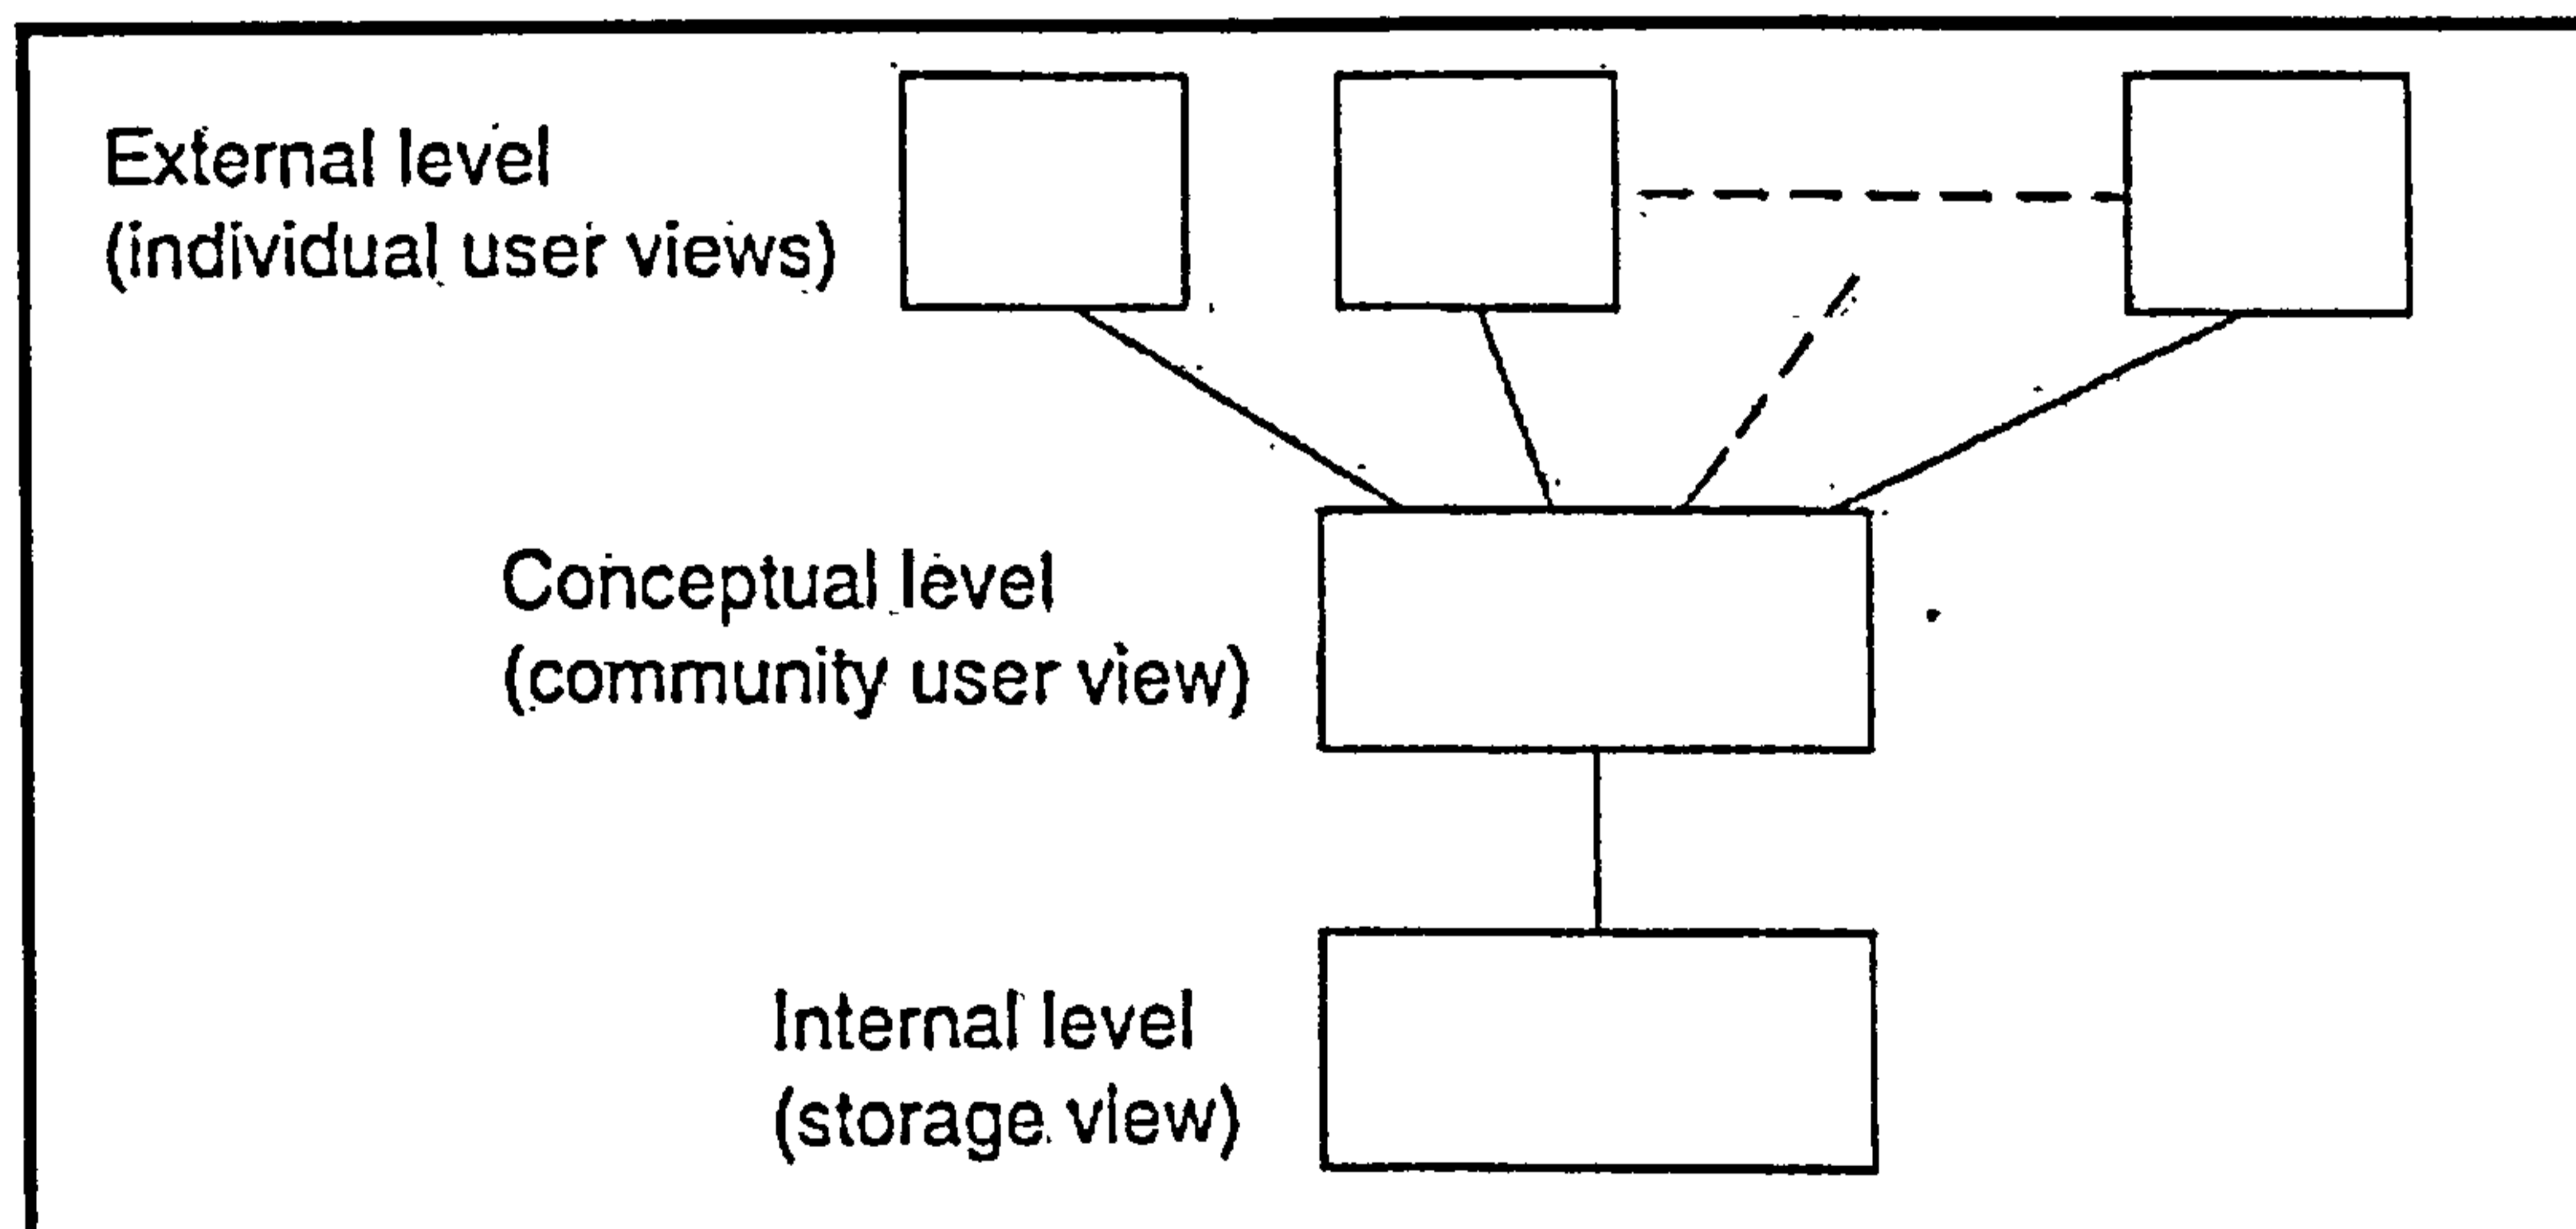 External level
(individual user views)
Conceptual level
(community user view)
Internal level
(storage view)